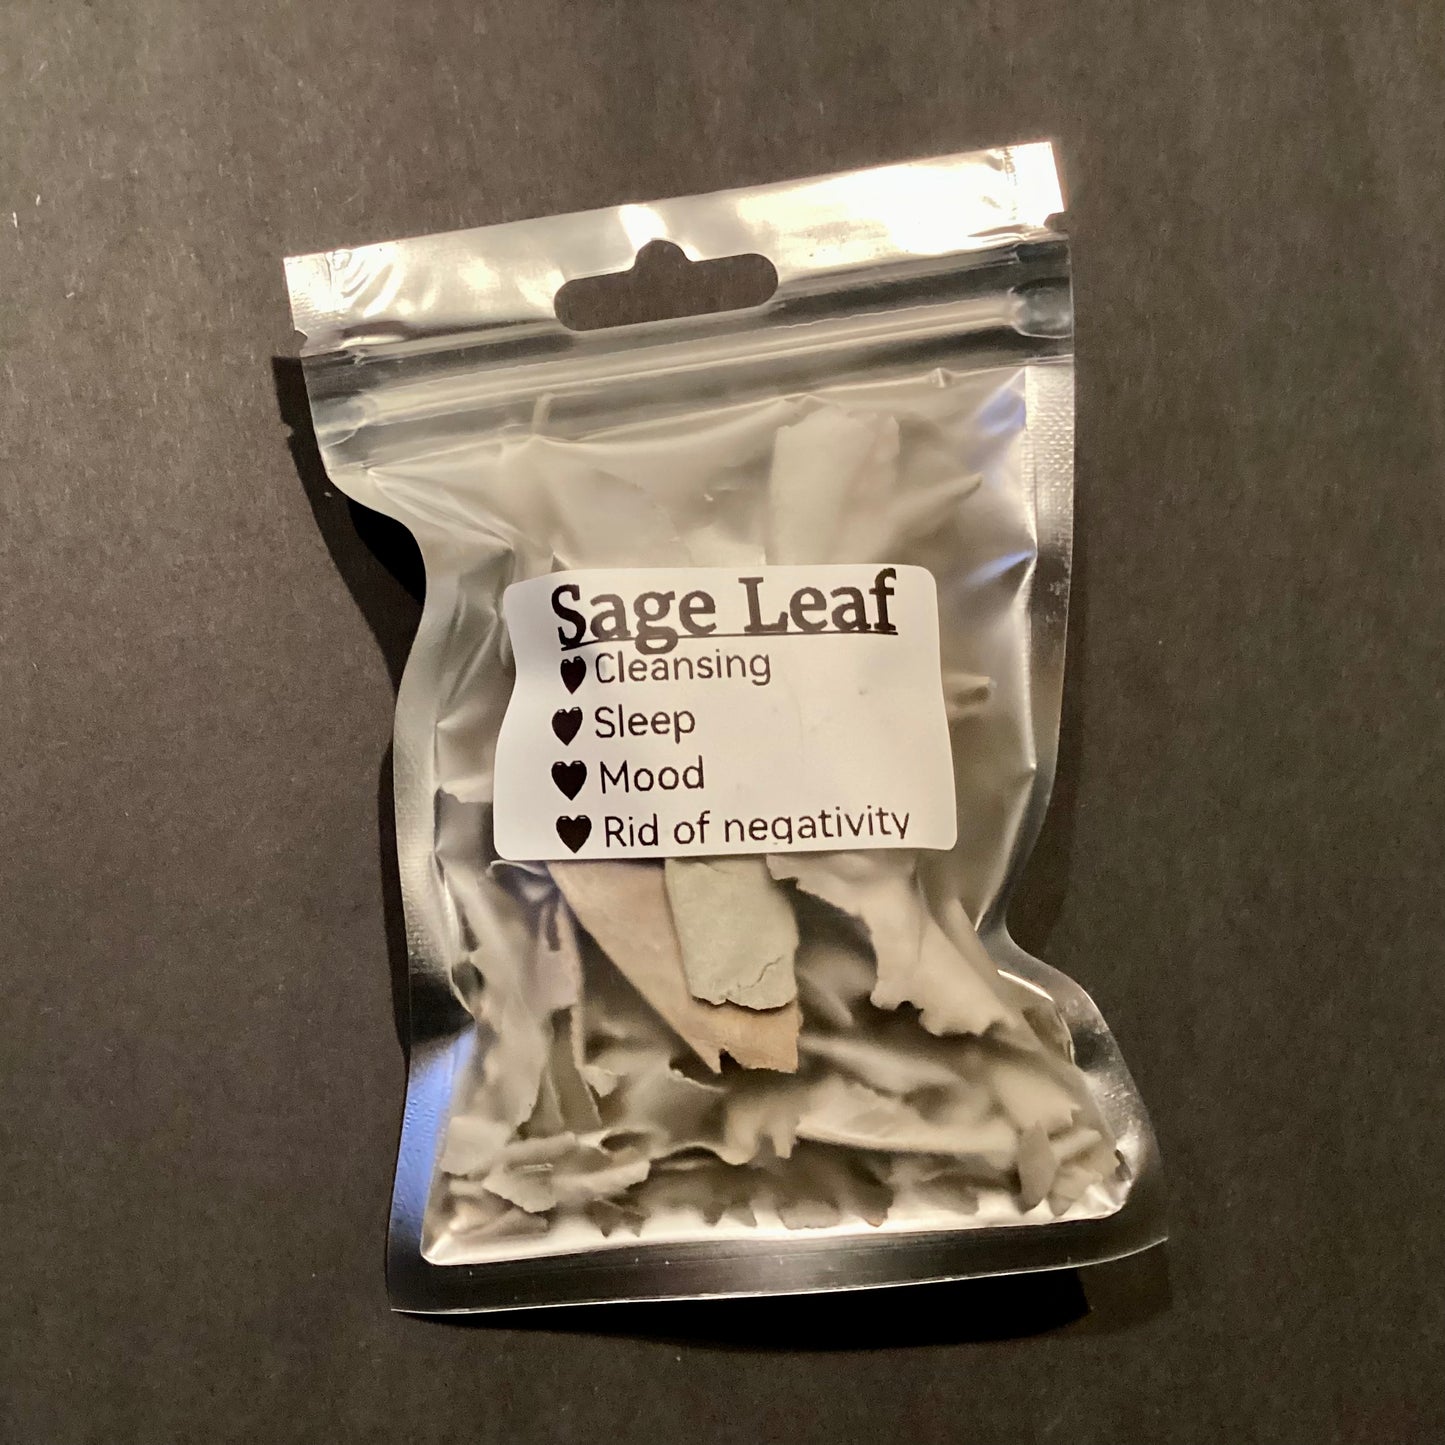 Sage Leaf
🖤 Cleansing
🖤 Sleep
🖤 Mood
🖤 Rid of negativity